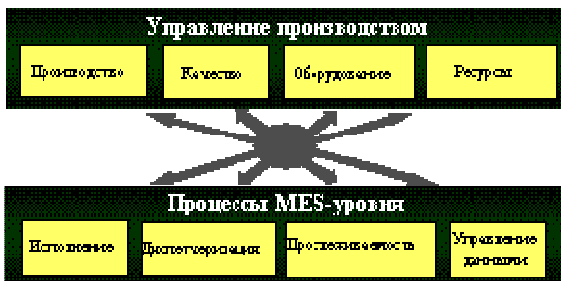 Управление производством
Производство
Качество
Оборудование
Ресурсы
Процессы MES-уровня
Исполнение
Диспетчеризация
Прослеживаемость
Управление
данными